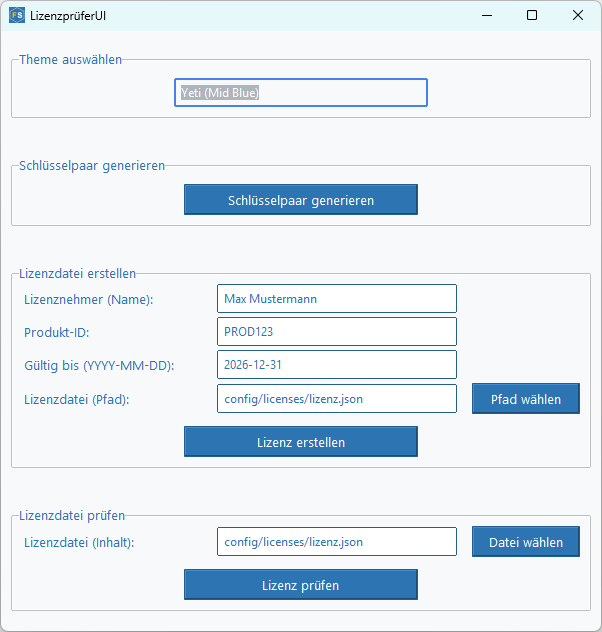 FS LizenzprüferUI
Theme auswählen
Yeti (Mid Blue)
Schlüsselpaar generieren
Schlüsselpaar generieren
Lizenzdatei erstellen
Lizenznehmer (Name): Max Mustermann
Produkt-ID: PROD123
Gültig bis (YYYY-MM-DD): 2026-12-31
Lizenzdatei (Pfad): config/licenses/lizenz.json Pfad wählen
Lizenz erstellen
Lizenzdatei prüfen
Lizenzdatei (Inhalt): config/licenses/lizenz.json Datei wählen
Lizenz prüfen